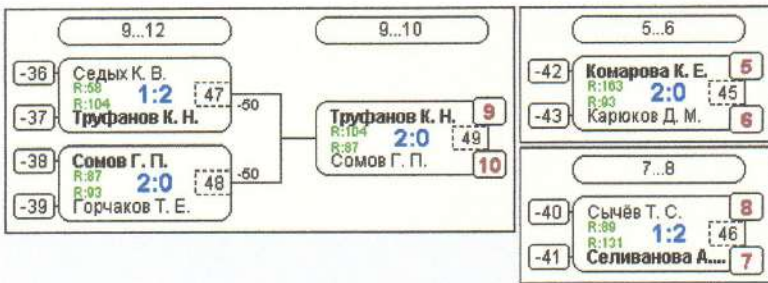 9...12
9...10
-36
Седых К. В.
R:58
R:104
1:2
47
-50
-37
Труфанов К. Н.
-38
Сомов Г. П.
R:87
R:93
2:0
48
-50
-39
Горчаков Т. Е.
Труфанов К. Н.
9
R:104
R:87
2:0
49
Сомов Г. П.
10
5...6
-42
Комарова К. Е.
5
R:163
R:93
2:0
45
-43
Карюков Д. М.
6
7...8
-40
Сычёв Т. С.
8
R:89
R:131
1:2
46
-41
Селиванова А....
7